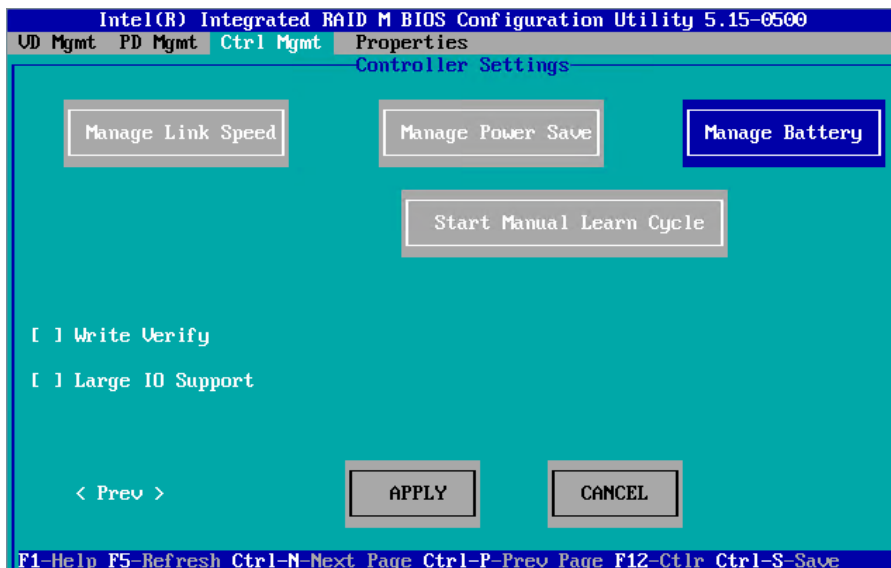 Intel(R) Integrated RAID M BIOS Configuration Utility 5.15-0500
VD Mgmt PD Mgmt Ctrl Mgmt Properties
Controller Settings
Manage Link Speed Manage Power Save Manage Battery
Start Manual Learn Cycle
[ ] Write Verify
[ ] Large IO Support
< Prev > APPLY CANCEL
F1-Help F5-Refresh Ctrl-N-Next Page Ctrl-P-Prev Page F12-Ctlr Ctrl-S-Save